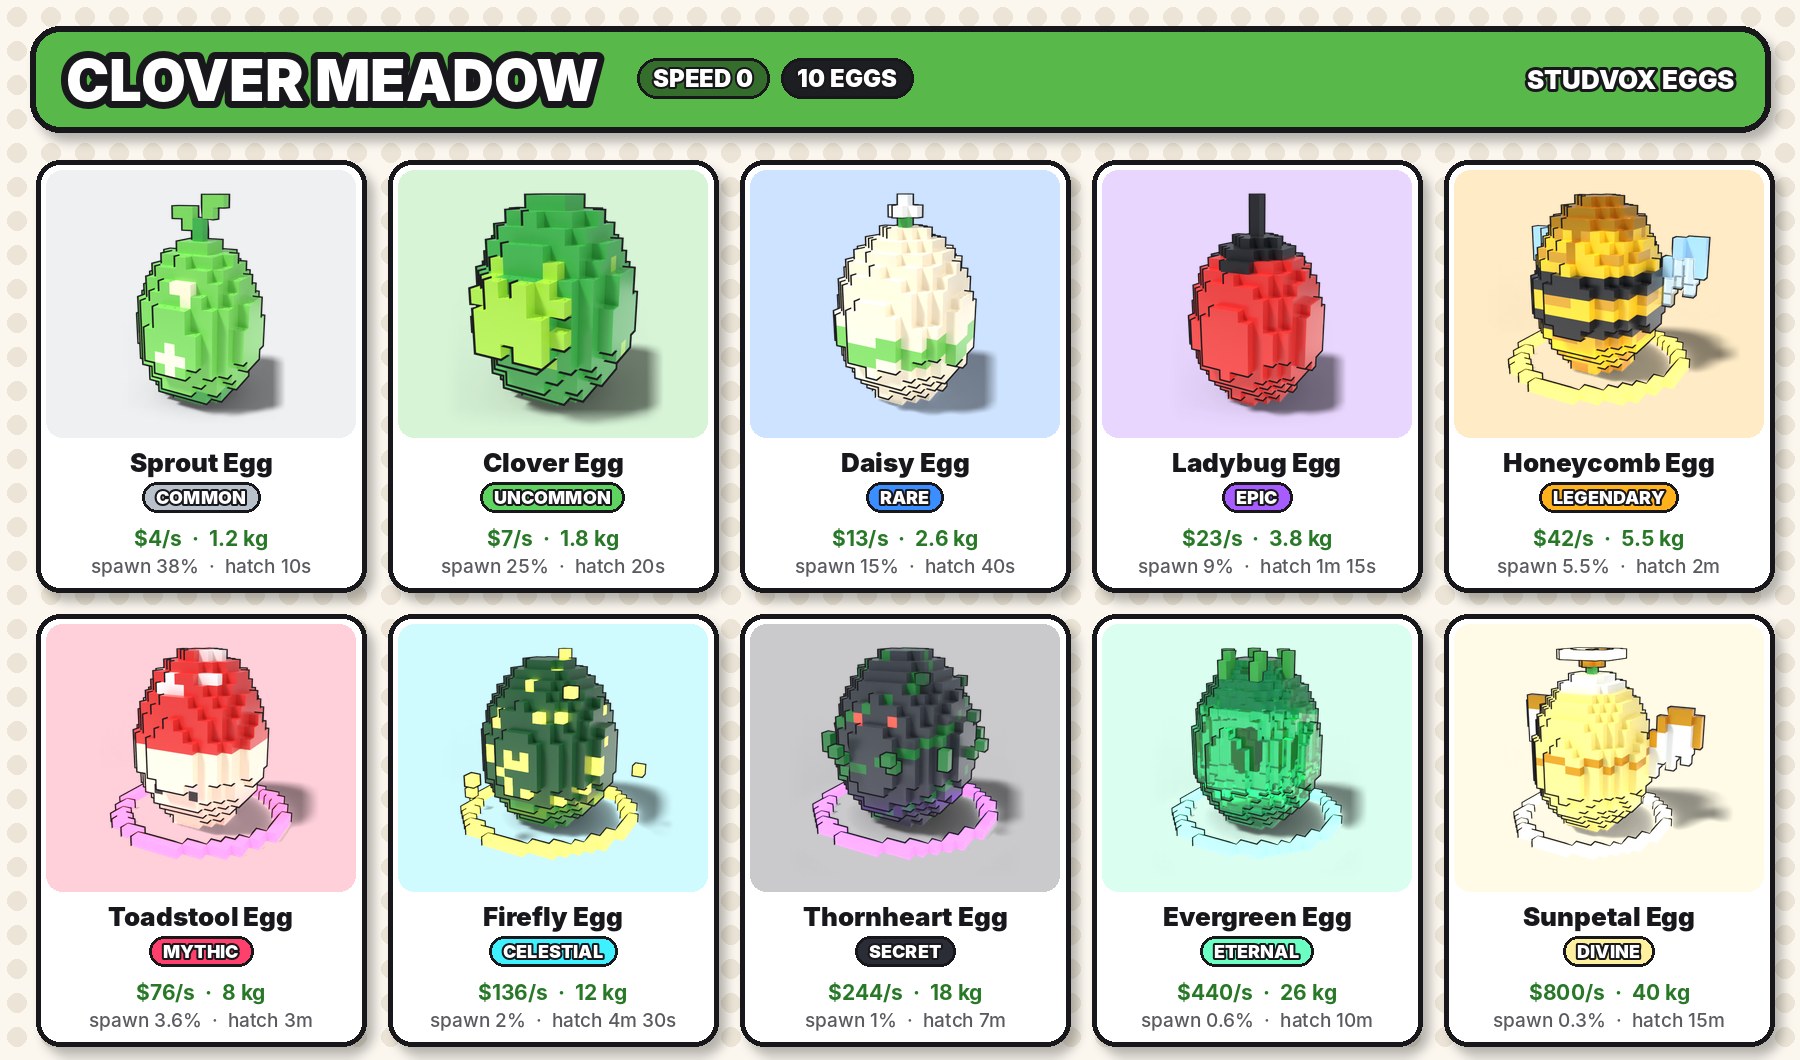 CLOVER MEADOW
SPEED 0
10 EGGS
STUDVOX EGGS
Sprout Egg
COMMON
$4/s · 1.2 kg
spawn 38% · hatch 10s
Clover Egg
UNCOMMON
$7/s · 1.8 kg
spawn 25% · hatch 20s
Daisy Egg
RARE
$13/s · 2.6 kg
spawn 15% · hatch 40s
Ladybug Egg
EPIC
$23/s · 3.8 kg
spawn 9% · hatch 1m 15s
Honeycomb Egg
LEGENDARY
$42/s · 5.5 kg
spawn 5.5% · hatch 2m
Toadstool Egg
MYTHIC
$76/s · 8 kg
spawn 3.6% · hatch 3m
Firefly Egg
CELESTIAL
$136/s · 12 kg
spawn 2% · hatch 4m 30s
Thornheart Egg
SECRET
$244/s · 18 kg
spawn 1% · hatch 7m
Evergreen Egg
ETERNAL
$440/s · 26 kg
spawn 0.6% · hatch 10m
Sunpetal Egg
DIVINE
$800/s · 40 kg
spawn 0.3% · hatch 15m